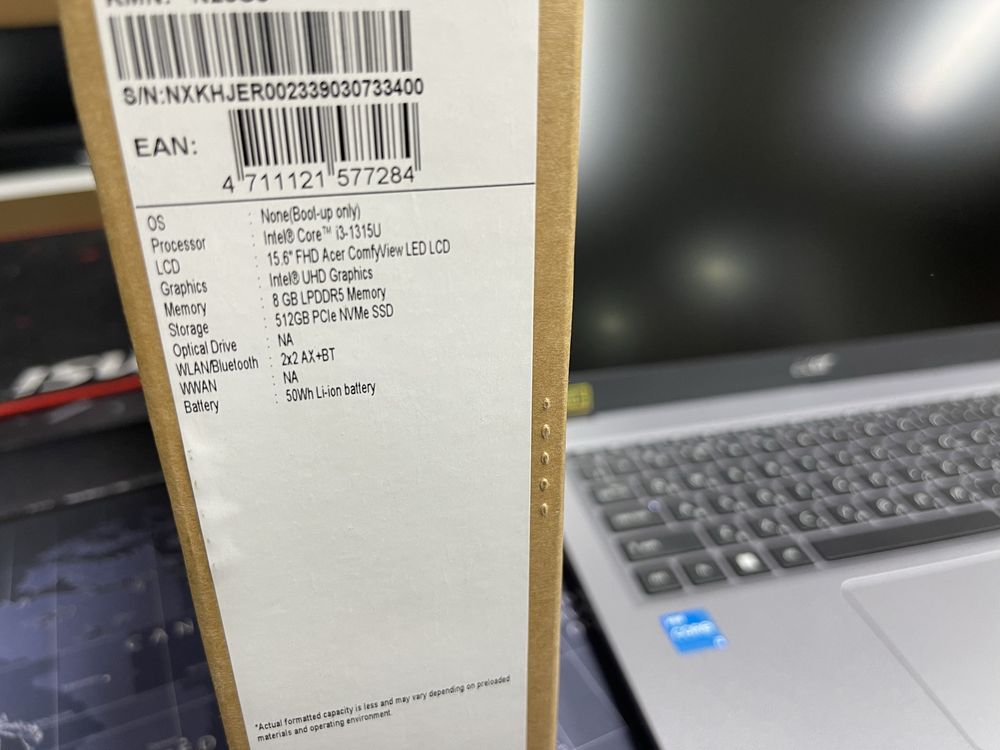 S/N:NXKHJER002339030733400
EAN:
4 711121 577284
OS : None(Boot-up only)
Processor : Intel® Core™ i3-1315U
LCD : 15.6" FHD Acer ComfyView LED LCD
Graphics : Intel® UHD Graphics
Memory : 8 GB LPDDR5 Memory
Storage : 512GB PCIe NVMe SSD
Optical Drive : NA
WLAN/Bluetooth : 2x2 AX+BT
WWAN : NA
Battery : 50Wh Li-ion battery
*Actual formatted capacity is less and may vary depending on preloaded
materials and operating environment.
acer
CORE